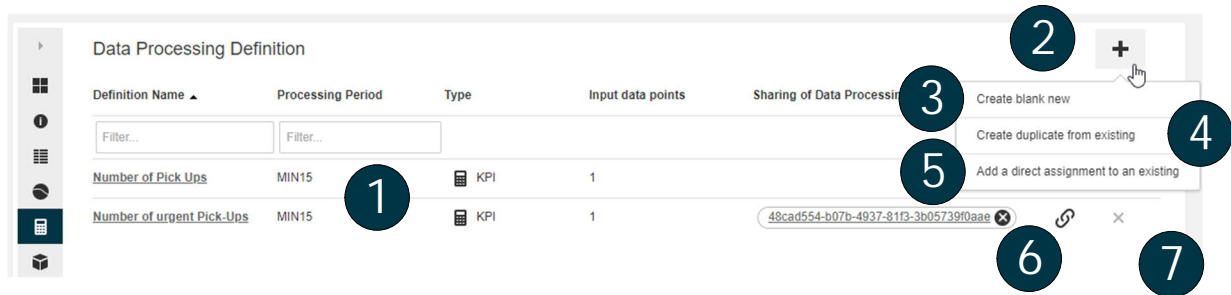 Data Processing Definition
2
+
Definition Name
Processing Period
Type
Input data points
Sharing of Data Processing
3
Create blank new
Filter...
Filter...
Create duplicate from existing
4
Number of Pick Ups
MIN15
1
KPI
1
5
Add a direct assignment to an existing
Number of urgent Pick-Ups
MIN15
KPI
1
48cad554-b07b-4937-81f3-3b05739f0aae
6
7